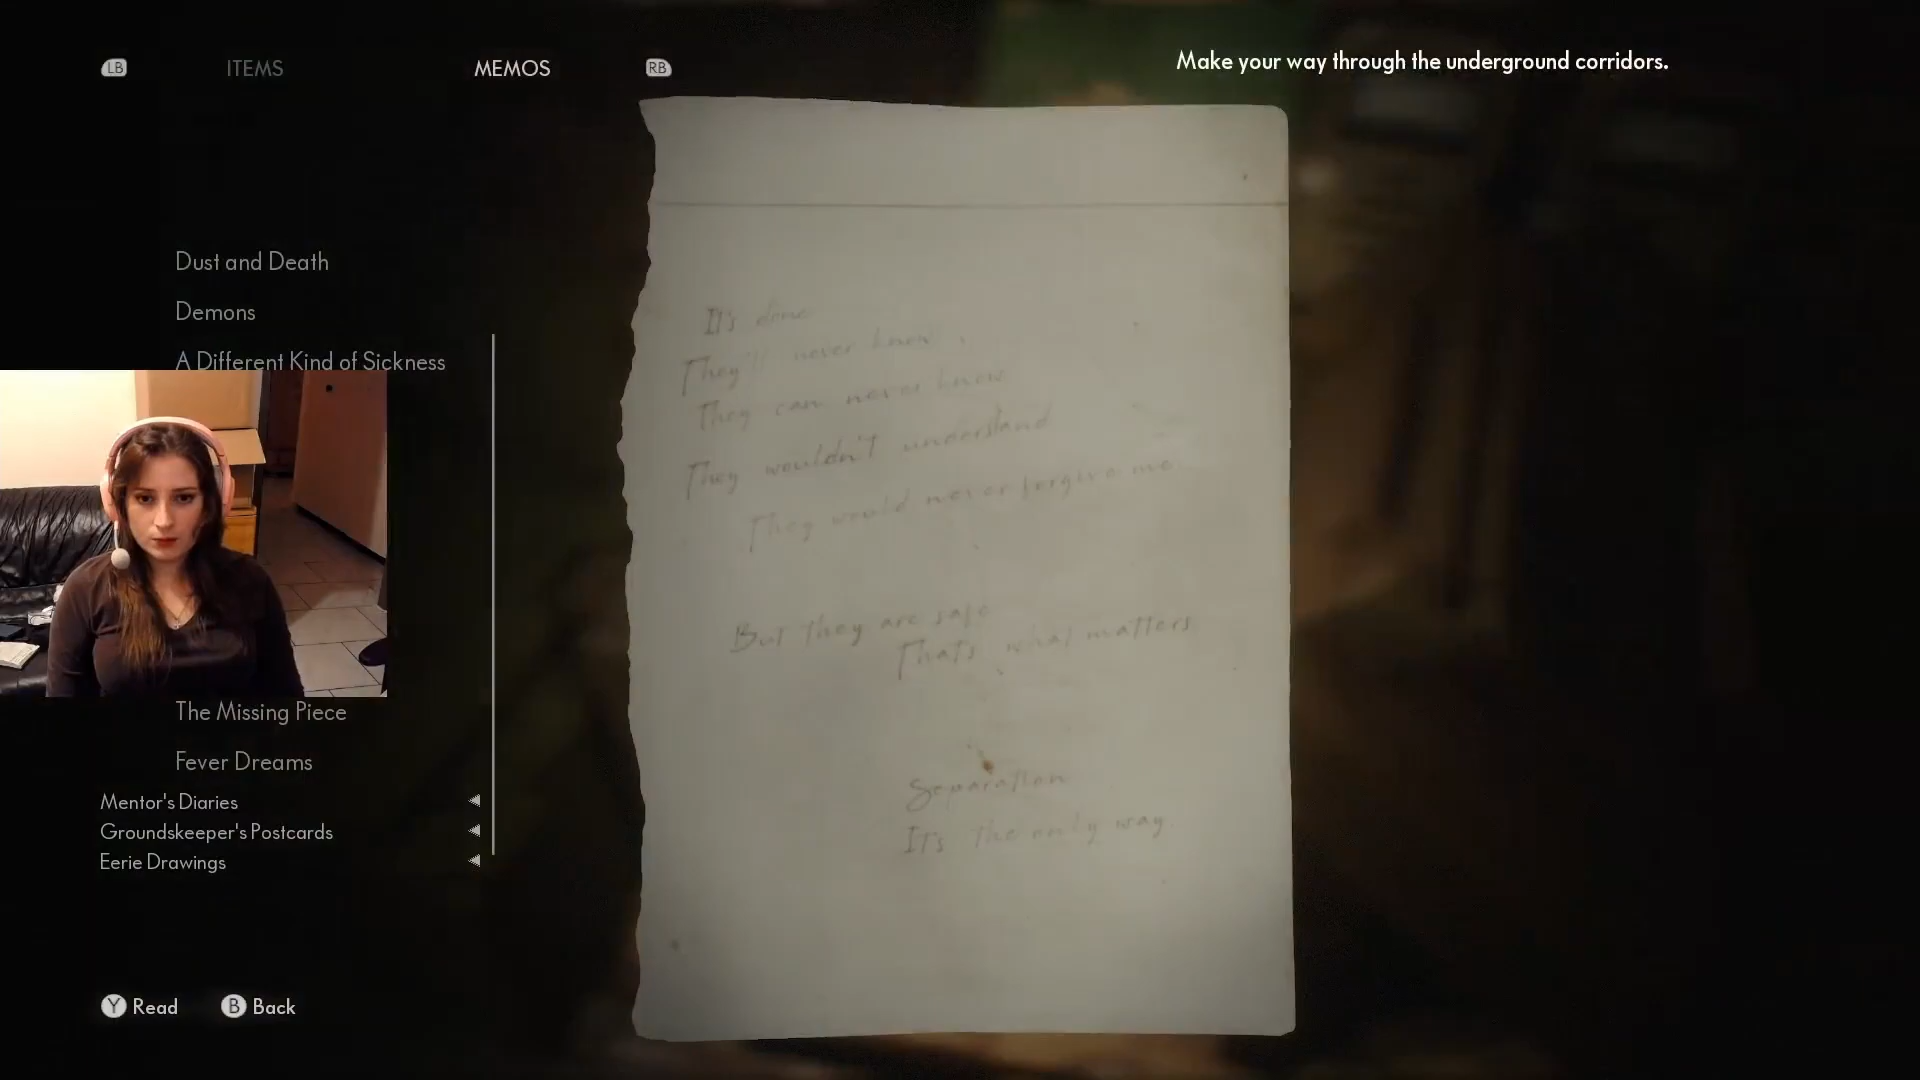 LB
ITEMS
MEMOS
RB
Make your way through the underground corridors.
Dust and Death
Demons
A Different Kind of Sickness
The Missing Piece
Fever Dreams
Mentor's Diaries
Groundskeeper's Postcards
Eerie Drawings
Y Read
B Back
It's done
They'll never know
They can never know
They wouldn't understand
They would never forgive me
But they are safe
That's what matters
Separation
It's the only way.